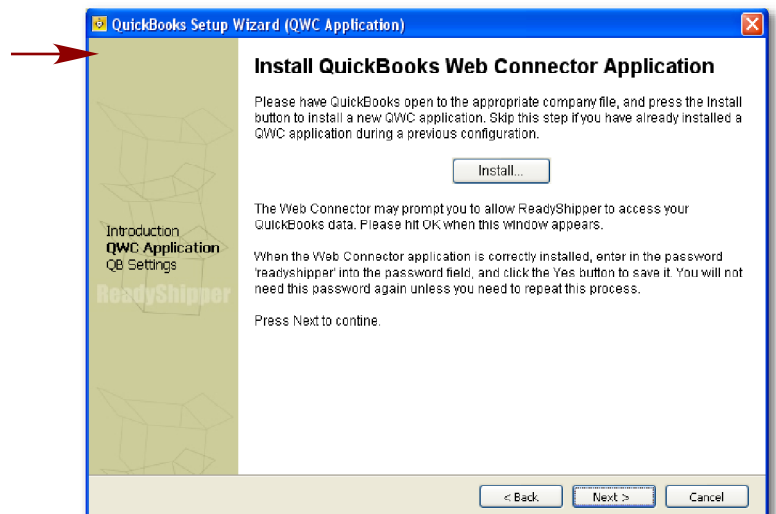 QuickBooks Setup Wizard (QWC Application)
Install QuickBooks Web Connector Application
Please have QuickBooks open to the appropriate company file, and press the Install
button to install a new QWC application. Skip this step if you have already installed a
QWC application during a previous configuration.
Install...
The Web Connector may prompt you to allow ReadyShipper to access your
QuickBooks data. Please hit OK when this window appears.
When the Web Connector application is correctly installed, enter in the password
'readyshipper' into the password field, and click the Yes button to save it. You will not
need this password again unless you need to repeat this process.
Press Next to contine.
Introduction
QWC Application
QB Settings
ReadyShipper
< Back
Next >
Cancel